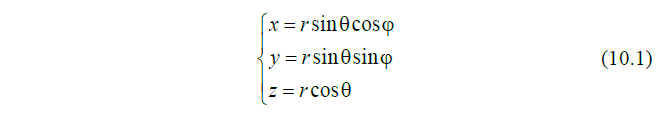 x = r sinθcosφ
y = r sinθsinφ (10.1)
z = r cosθ